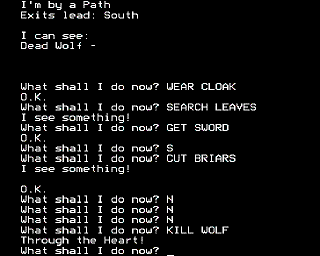 I'm by a Path
Exits lead: South
I can see:
Dead Wolf -
What shall I do now? WEAR CLOAK
O.K.
What shall I do now? SEARCH LEAVES
I see something!
What shall I do now? GET SWORD
O.K.
What shall I do now? S
What shall I do now? CUT BRIARS
I see something!
O.K.
What shall I do now? N
What shall I do now? N
What shall I do now? N
What shall I do now? KILL WOLF
Through the Heart!
What shall I do now? _